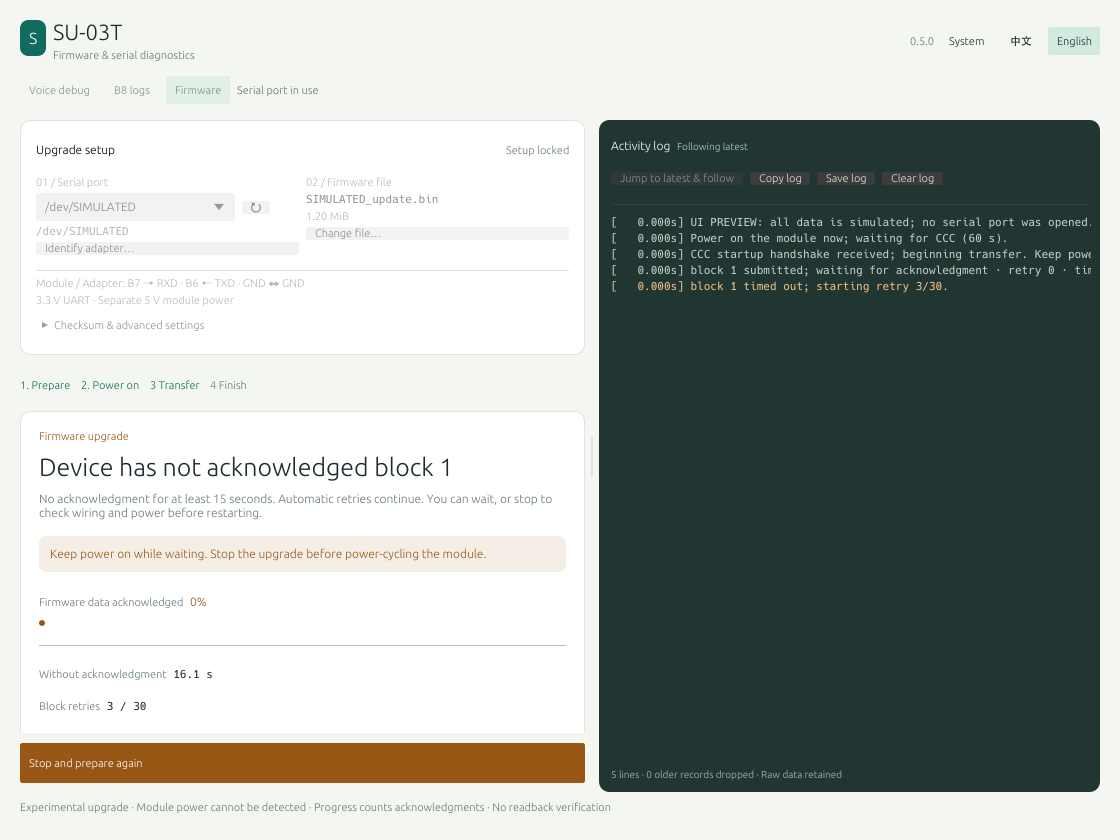 S
SU-03T
Firmware & serial diagnostics
0.5.0 System 中文 English
Voice debug B8 logs Firmware Serial port in use
Upgrade setup Setup locked
01 / Serial port
/dev/SIMULATED
/dev/SIMULATED
Identify adapter...
02 / Firmware file
SIMULATED_update.bin
1.20 MiB
Change file...
Module / Adapter: B7 → RXD · B6 ← TXD · GND ⬌ GND
3.3 V UART · Separate 5 V module power
Checksum & advanced settings
1. Prepare 2. Power on 3 Transfer 4 Finish
Firmware upgrade
Device has not acknowledged block 1
No acknowledgment for at least 15 seconds. Automatic retries continue. You can wait, or stop to
check wiring and power before restarting.
Keep power on while waiting. Stop the upgrade before power-cycling the module.
Firmware data acknowledged 0%
Without acknowledgment 16.1 s
Block retries 3 / 30
Stop and prepare again
Activity log Following latest
Jump to latest & follow Copy log Save log Clear log
[ 0.000s] UI PREVIEW: all data is simulated; no serial port was opened.
[ 0.000s] Power on the module now; waiting for CCC (60 s).
[ 0.000s] CCC startup handshake received; beginning transfer. Keep powe
[ 0.000s] block 1 submitted; waiting for acknowledgment · retry 0 · tim
[ 0.000s] block 1 timed out; starting retry 3/30.
5 lines · 0 older records dropped · Raw data retained
Experimental upgrade · Module power cannot be detected · Progress counts acknowledgments · No readback verification